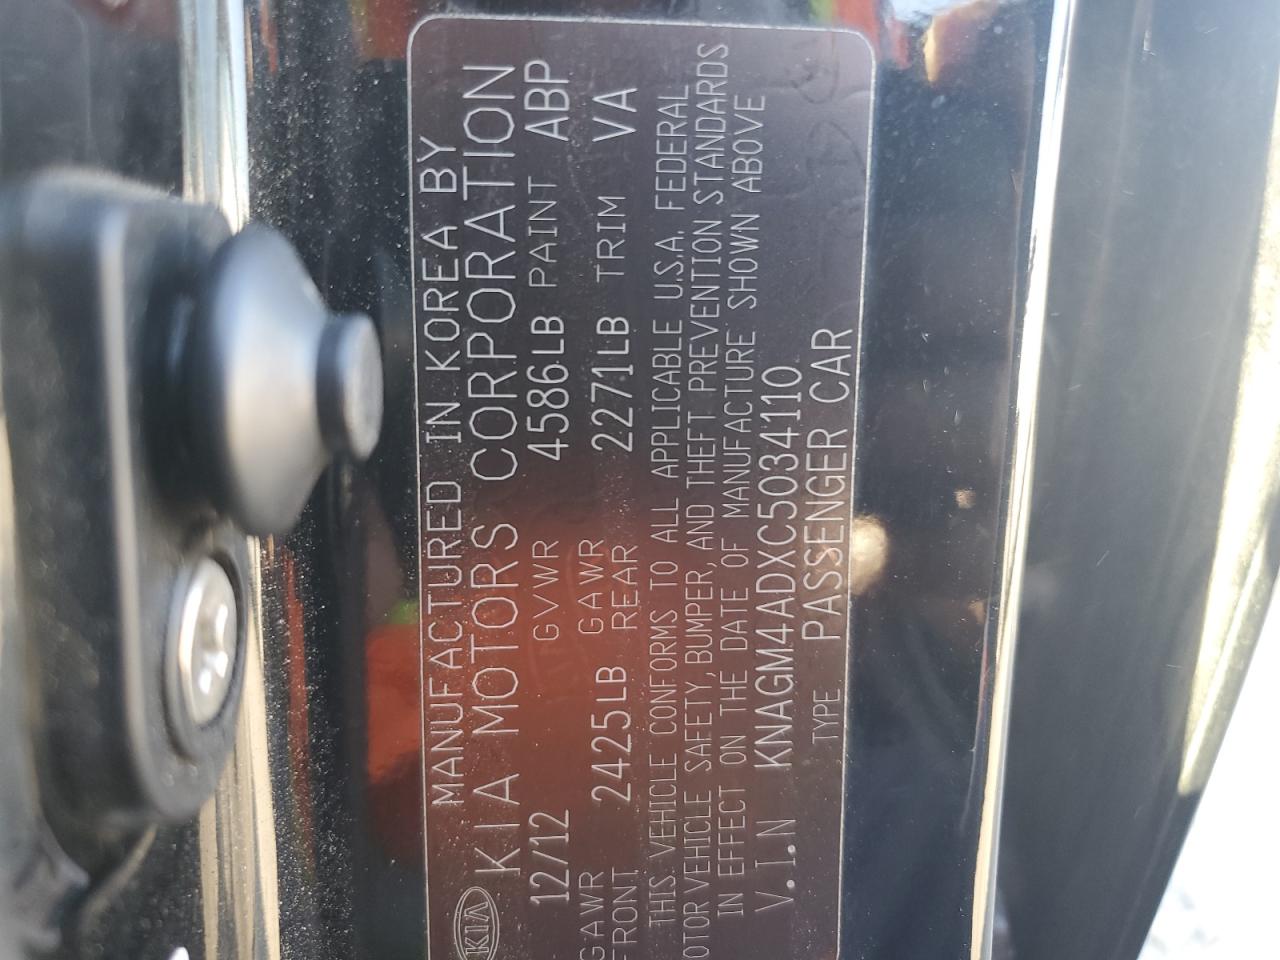 KIA
MANUFACTURED IN KOREA BY
KIA MOTORS CORPORATION
12/12 GVWR 4586LB PAINT ABP
GAWR FRONT 2425LB GAWR REAR 2271LB TRIM VA
THIS VEHICLE CONFORMS TO ALL APPLICABLE U.S.A. FEDERAL
OTOR VEHICLE SAFETY, BUMPER, AND THEFT PREVENTION STANDARDS
IN EFFECT ON THE DATE OF MANUFACTURE SHOWN ABOVE
V.I.N KNAGM4ADXC5034110
TYPE PASSENGER CAR